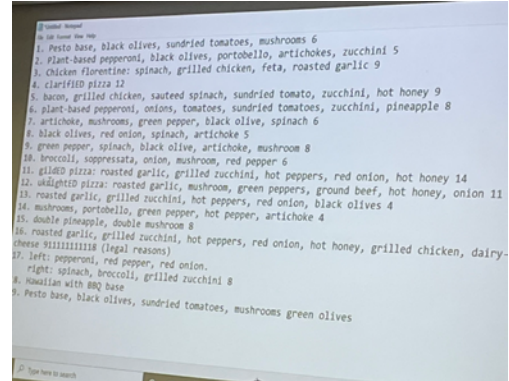 *Untitled - Notepad
File Edit Format View Help
1. Pesto base, black olives, sundried tomatoes, mushrooms 6
2. Plant-based pepperoni, black olives, portobello, artichokes, zucchini 5
3. Chicken florentine: spinach, grilled chicken, feta, roasted garlic 9
4. clarifiED pizza 12
5. bacon, grilled chicken, sauteed spinach, sundried tomato, zucchini, hot honey 9
6. plant-based pepperoni, onions, tomatoes, sundried tomatoes, zucchini, pineapple 8
7. artichoke, mushrooms, green pepper, black olive, spinach 6
8. black olives, red onion, spinach, artichoke 5
9. green pepper, spinach, black olive, artichoke, mushroom 8
10. broccoli, soppressata, onion, mushroom, red pepper 6
11. gildED pizza: roasted garlic, grilled zucchini, hot peppers, red onion, hot honey 14
12. pizza: roasted garlic, mushroom, green peppers, ground beef, hot honey, onion 11
13. roasted garlic, grilled zucchini, hot peppers, red onion, black olives 4
14. mushrooms, portobello, green pepper, hot pepper, artichoke 4
15. double pineapple, double mushroom 8
16. roasted garlic, grilled zucchini, hot peppers, red onion, hot honey, grilled chicken, dairy-
cheese (legal reasons)
17. left: pepperoni, red pepper, red onion.
right: spinach, broccoli, grilled zucchini 8
8. Hawaiian with BBQ base
9. Pesto base, black olives, sundried tomatoes, mushrooms green olives
Type here to search